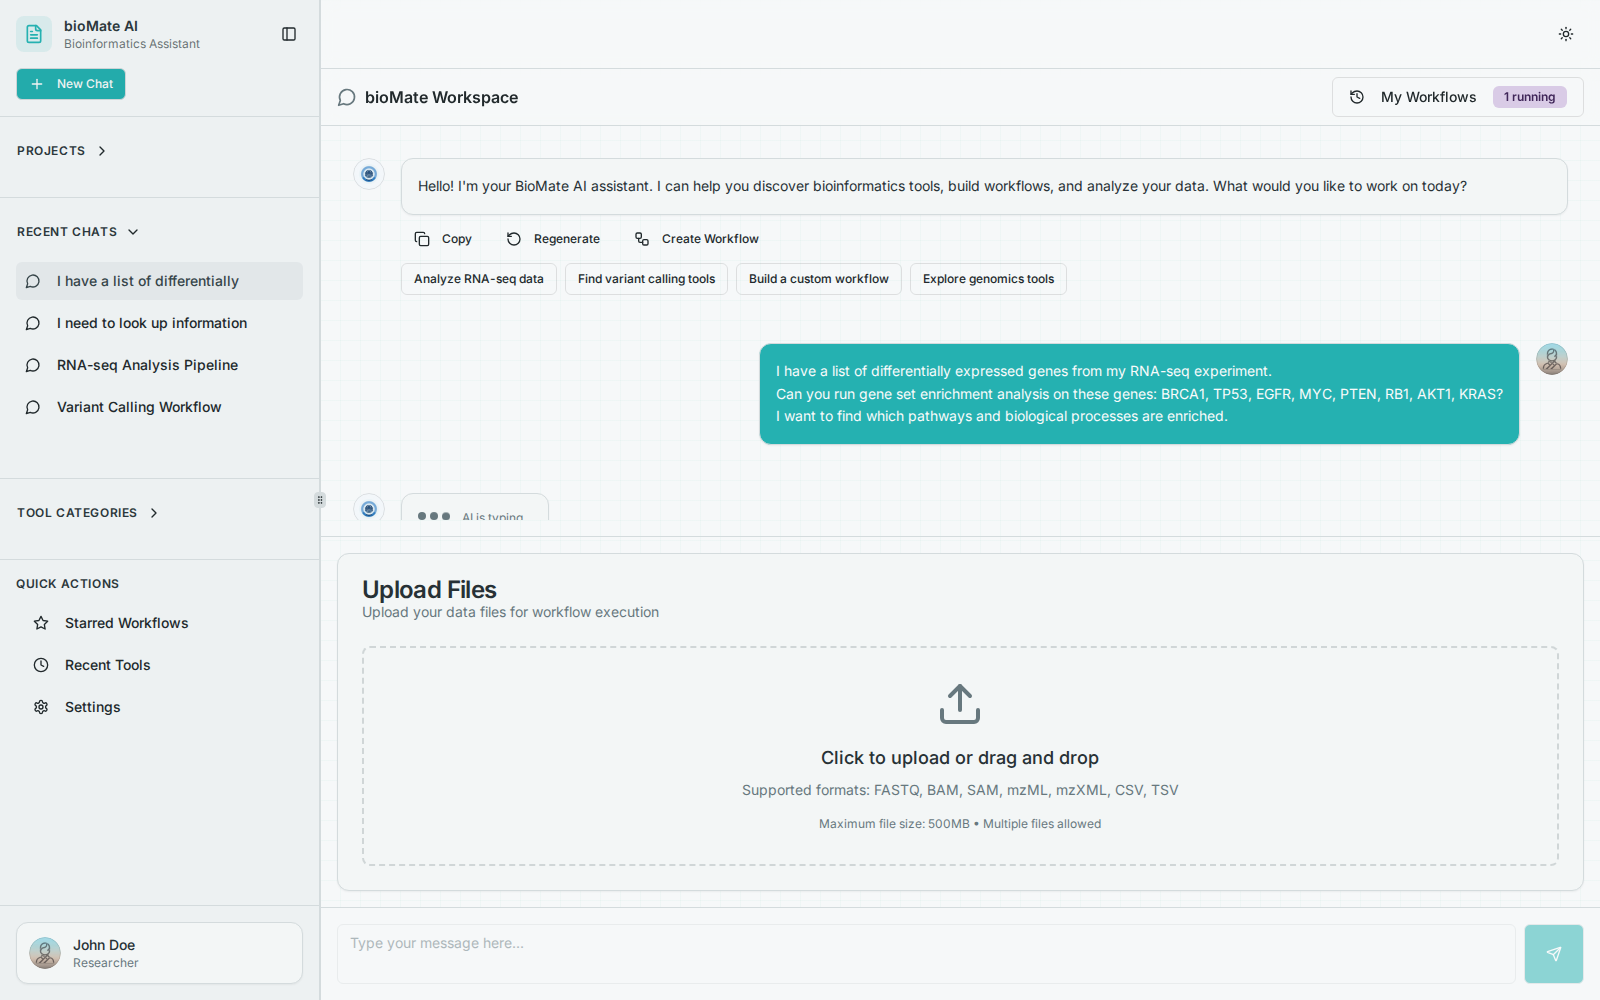 bioMate AI
Bioinformatics Assistant
New Chat
PROJECTS
RECENT CHATS
I have a list of differentially
I need to look up information
RNA-seq Analysis Pipeline
Variant Calling Workflow
TOOL CATEGORIES
QUICK ACTIONS
Starred Workflows
Recent Tools
Settings
John Doe
Researcher
bioMate Workspace
My Workflows
1 running
Hello! I'm your BioMate AI assistant. I can help you discover bioinformatics tools, build workflows, and analyze your data. What would you like to work on today?
Copy
Regenerate
Create Workflow
Analyze RNA-seq data
Find variant calling tools
Build a custom workflow
Explore genomics tools
I have a list of differentially expressed genes from my RNA-seq experiment.
Can you run gene set enrichment analysis on these genes: BRCA1, TP53, EGFR, MYC, PTEN, RB1, AKT1, KRAS?
I want to find which pathways and biological processes are enriched.
AI is typing...
Upload Files
Upload your data files for workflow execution
Click to upload or drag and drop
Supported formats: FASTQ, BAM, SAM, mzML, mzXML, CSV, TSV
Maximum file size: 500MB • Multiple files allowed
Type your message here...